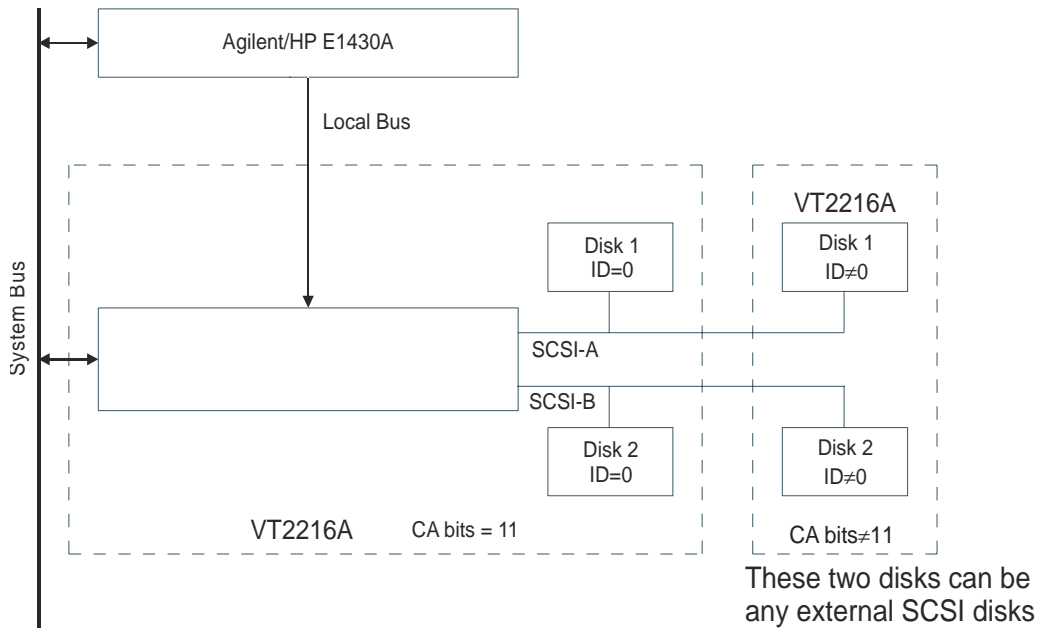 Agilent/HP E1430A
Local Bus
System Bus
VT2216A
Disk 1
ID=0
Disk 1
ID≠0
SCSI-A
SCSI-B
Disk 2
ID=0
Disk 2
ID≠0
VT2216A
CA bits = 11
CA bits≠11
These two disks can be
any external SCSI disks